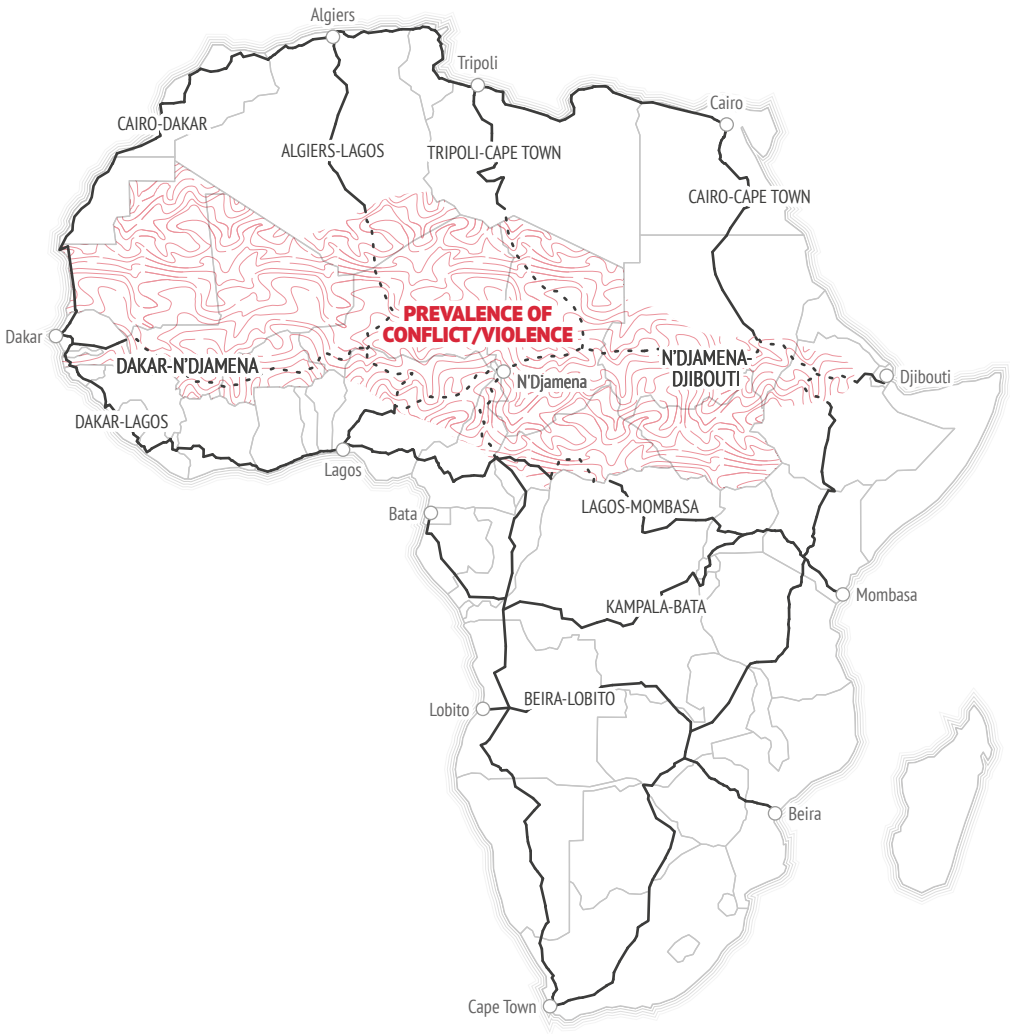 Algiers
Tripoli
Cairo
CAIRO-DAKAR
ALGIERS-LAGOS
TRIPOLI-CAPE TOWN
CAIRO-CAPE TOWN
PREVALENCE OF
CONFLICT/VIOLENCE
Dakar
DAKAR-N'DJAMENA
N'DJAMENA-
DJIBOUTI
N'Djamena
Djibouti
DAKAR-LAGOS
Lagos
LAGOS-MOMBASA
Bata
Mombasa
KAMPALA-BATA
BEIRA-LOBITO
Lobito
Beira
Cape Town